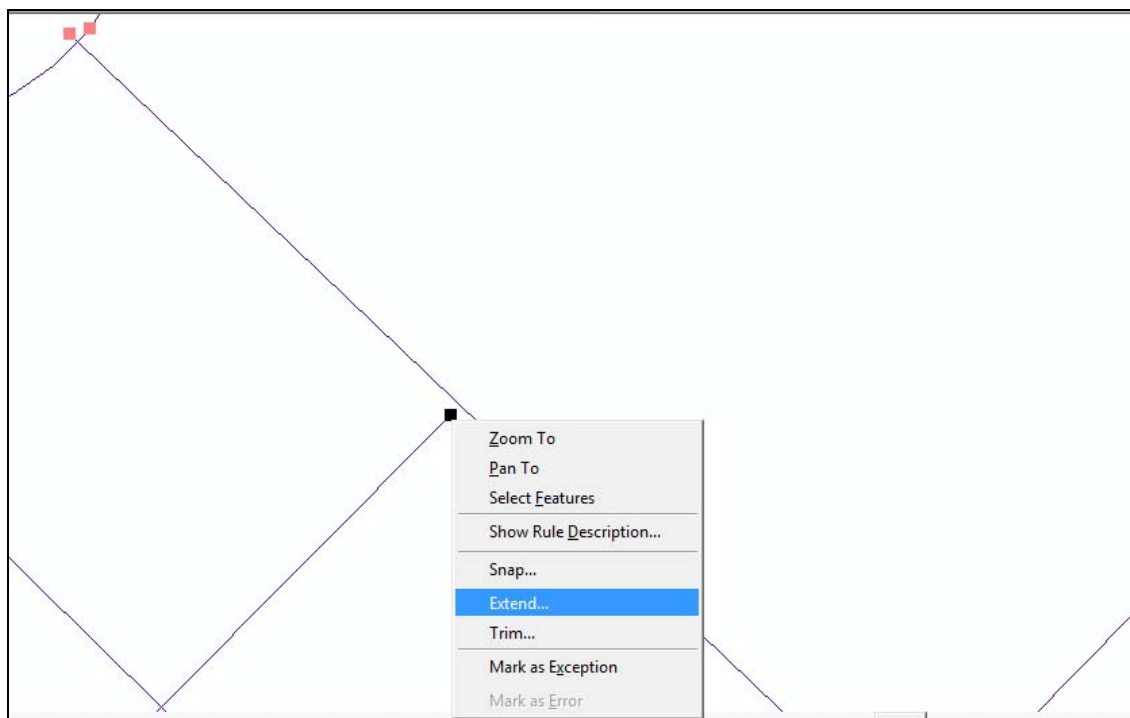 Zoom To
Pan To
Select Features
Show Rule Description...
Snap...
Extend...
Trim...
Mark as Exception
Mark as Error